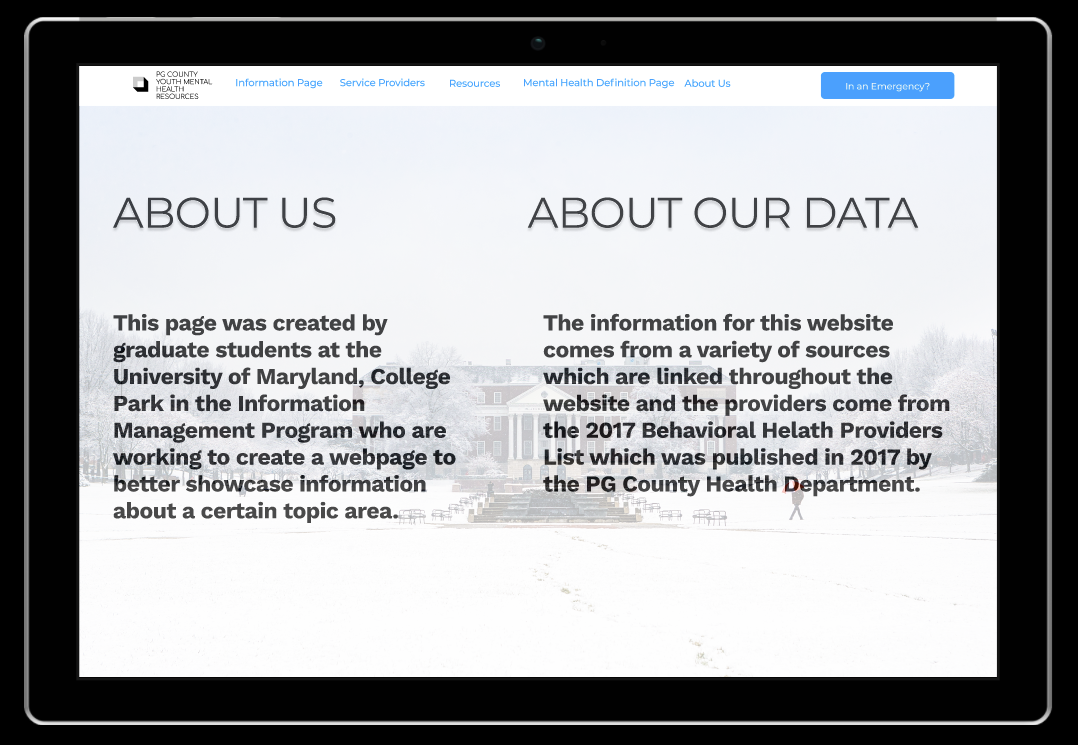 PG COUNTY
YOUTH MENTAL
HEALTH
RESOURCES
Information Page
Service Providers
Resources
Mental Health Definition Page
About Us
In an Emergency?
ABOUT US
This page was created by
graduate students at the
University of Maryland, College
Park in the Information
Management Program who are
working to create a webpage to
better showcase information
about a certain topic area.
ABOUT OUR DATA
The information for this website
comes from a variety of sources
which are linked throughout the
website and the providers come from
the 2017 Behavioral Helath Providers
List which was published in 2017 by
the PG County Health Department.